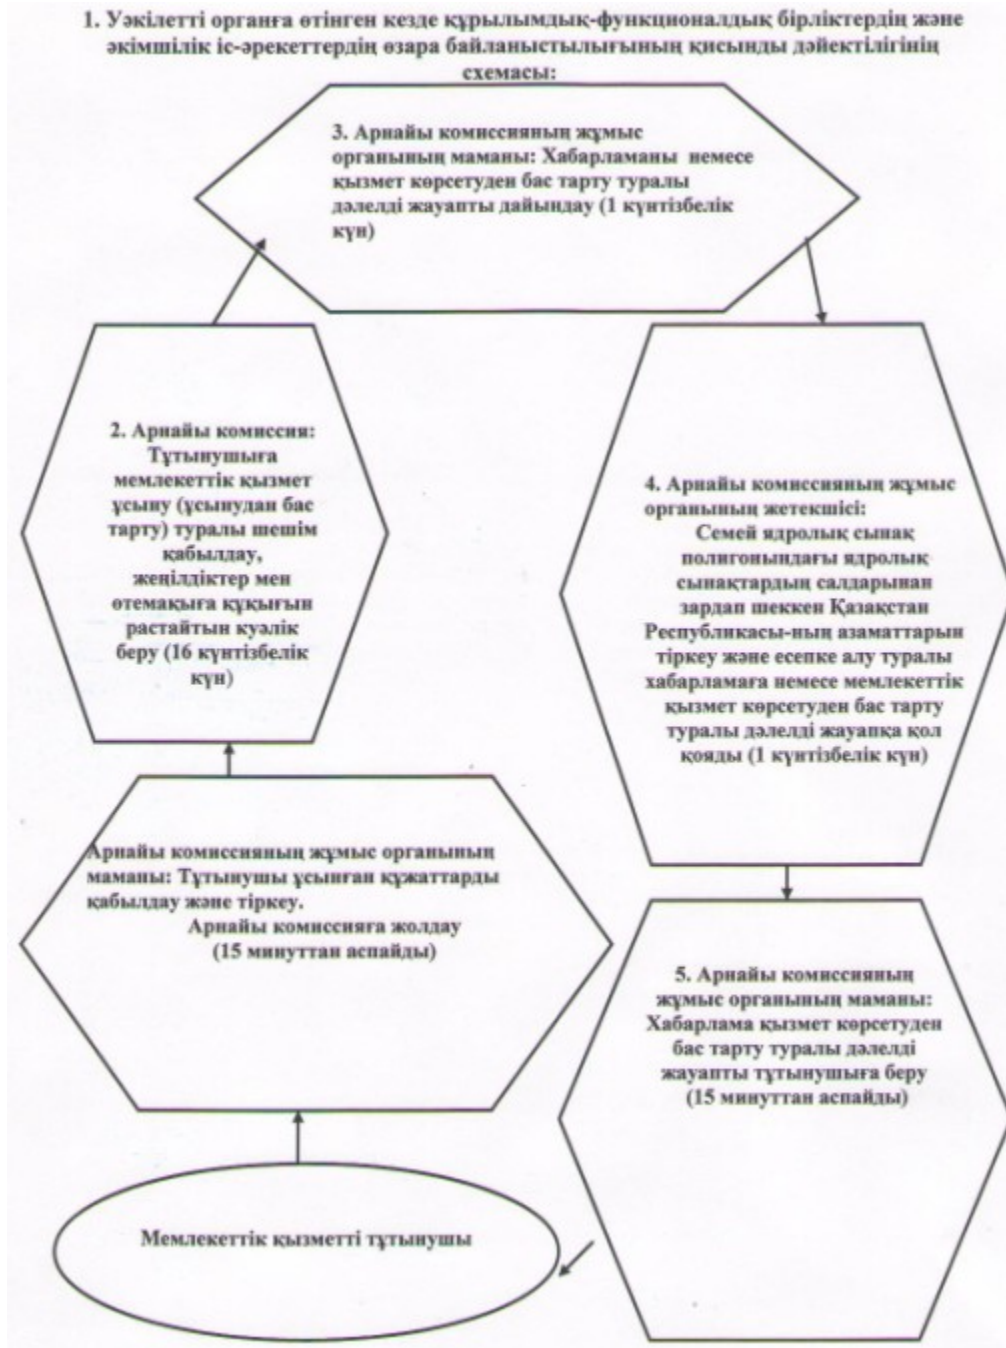 1. Уәкілетті органға өтінген кезде құрылымдық-функционалдық бірліктердің және
әкімшілік іс-әрекеттердің өзара байланыстылығының қисынды дәйектілігінің
схемасы:
3. Арнайы комиссияның жұмыс
органының маманы: Хабарламаны немесе
қызмет көрсетуден бас тарту туралы
дәлелді жауапты дайындау (1 күнтізбелік
күн)
2. Арнайы комиссия:
Тұтынушыға
мемлекеттік қызмет
ұсыну (ұсынудан бас
тарту) туралы шешім
қабылдау,
жеңілдіктер мен
өтемақыға құқығын
растайтын куәлік
беру (16 күнтізбелік
күн)
4. Арнайы комиссияның жұмыс
органының жетекшісі:
Семей ядролық сынақ
полигонындағы ядролық
сынақтардың салдарынан
зардап шеккен Қазақстан
Республикасы-ның азаматтарын
тіркеу және есепке алу туралы
хабарламаға немесе мемлекеттік
қызмет көрсетуден бас тарту
туралы дәлелді жауапқа қол
қояды (1 күнтізбелік күн)
Арнайы комиссияның жұмыс органының
маманы: Тұтынушы ұсынған құжаттарды
қабылдау және тіркеу.
Арнайы комиссияға жолдау
(15 минуттан аспайды)
5. Арнайы комиссияның
жұмыс органының маманы:
Хабарлама қызмет көрсетуден
бас тарту туралы дәлелді
жауапты тұтынушыға беру
(15 минуттан аспайды)
Мемлекеттік қызметті тұтынушы